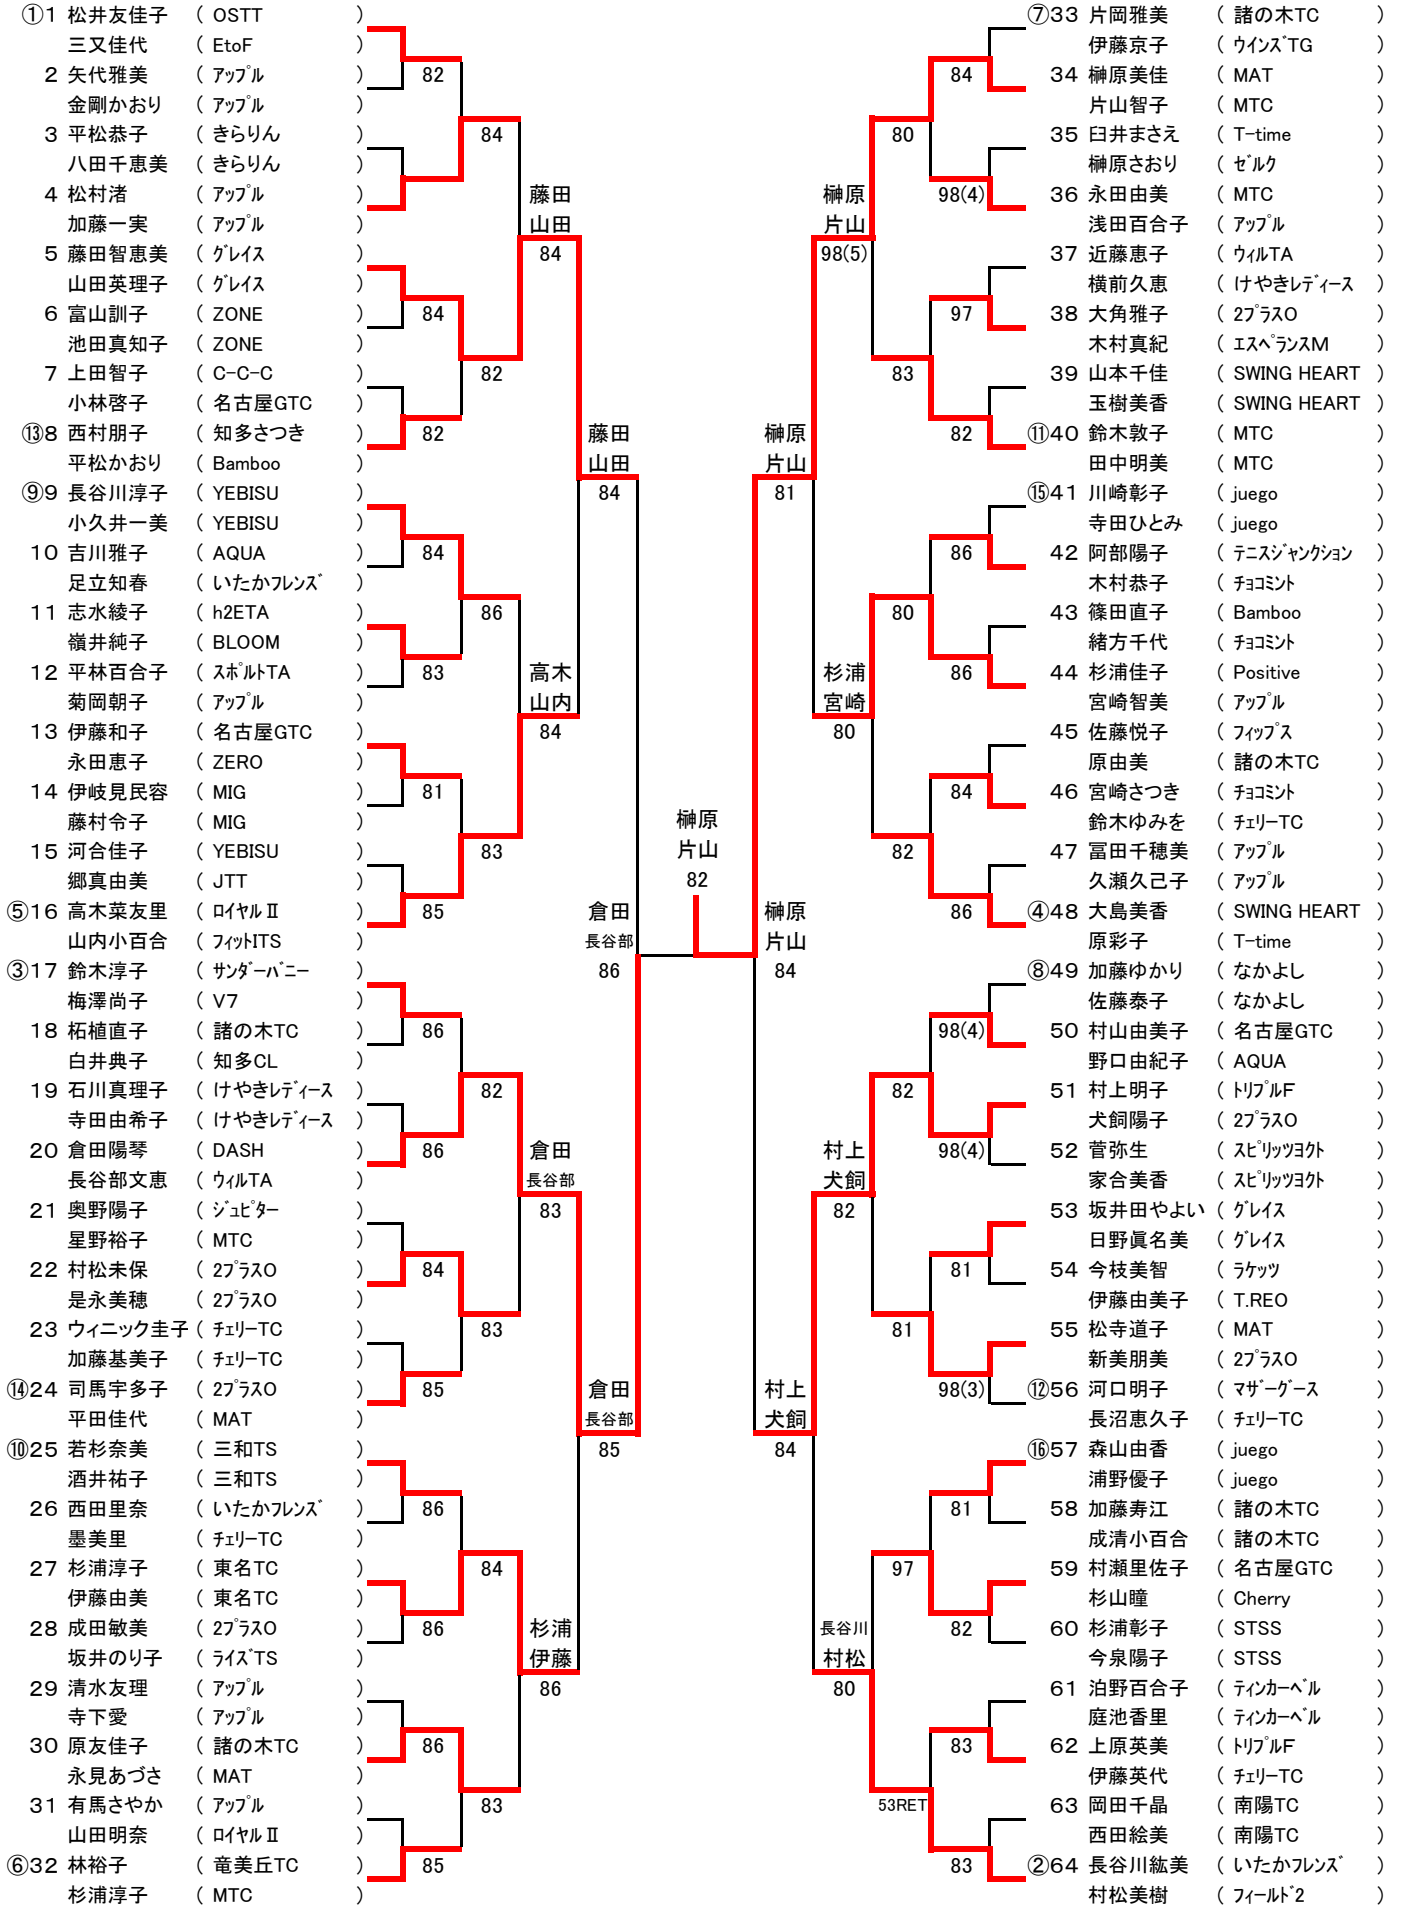 ①1 松井友佳子 ( OSTT )
三又佳代 ( EtoF )
2 矢代雅美 ( アップル )
金剛かおり ( アップル )
3 平松恭子 ( きらりん )
八田千恵美 ( きらりん )
4 松村渚 ( アップル )
加藤一実 ( アップル )
5 藤田智恵美 ( グレイス )
山田英理子 ( グレイス )
6 富山訓子 ( ZONE )
池田真知子 ( ZONE )
7 上田智子 ( C-C-C )
小林啓子 ( 名古屋GTC )
⑬8 西村朋子 ( 知多さつき )
平松かおり ( Bamboo )
⑨9 長谷川淳子 ( YEBISU )
小久井一美 ( YEBISU )
10 吉川雅子 ( AQUA )
足立知春 ( いたかフレンズ )
11 志水綾子 ( h2ETA )
嶺井純子 ( BLOOM )
12 平林百合子 ( スポルトTA )
菊岡朝子 ( アップル )
13 伊藤和子 ( 名古屋GTC )
永田恵子 ( ZERO )
14 伊岐見民容 ( MIG )
藤村令子 ( MIG )
15 河合佳子 ( YEBISU )
郷真由美 ( JTT )
⑤16 高木菜友里 ( ロイヤルⅡ )
山内小百合 ( フィットITS )
③17 鈴木淳子 ( サンダーバニー )
梅澤尚子 ( V7 )
18 柘植直子 ( 諸の木TC )
白井典子 ( 知多CL )
19 石川真理子 ( けやきレディース )
寺田由希子 ( けやきレディース )
20 倉田陽琴 ( DASH )
長谷部文恵 ( ウィルTA )
21 奥野陽子 ( ジュピター )
星野裕子 ( MTC )
22 村松未保 ( 2プラスO )
是永美穂 ( 2プラスO )
23 ウィニック圭子 ( チェリーTC )
加藤基美子 ( チェリーTC )
⑭24 司馬宇多子 ( 2プラスO )
平田佳代 ( MAT )
⑩25 若杉奈美 ( 三和TS )
酒井祐子 ( 三和TS )
26 西田里奈 ( いたかフレンズ )
墨美里 ( チェリーTC )
27 杉浦淳子 ( 東名TC )
伊藤由美 ( 東名TC )
28 成田敏美 ( 2プラスO )
坂井のり子 ( ライズTS )
29 清水友理 ( アップル )
寺下愛 ( アップル )
30 原友佳子 ( 諸の木TC )
永見あづさ ( MAT )
31 有馬さやか ( アップル )
山田明奈 ( ロイヤルⅡ )
⑥32 林裕子 ( 竜美丘TC )
杉浦淳子 ( MTC )
82
84
82
84
83
81
85
86
86
84
85
86
86
86
85
84
82
86
83
82
83
84
83
藤田
山田
84
高木
山内
84
倉田
長谷部
83
杉浦
伊藤
86
藤田
山田
84
倉田
長谷部
85
倉田
長谷部
86
榊原
片山
82
榊原
片山
84
榊原
片山
81
村上
犬飼
84
榊原
片山
98(5)
杉浦
宮崎
80
村上
犬飼
82
長谷川
村松
80
80
83
80
82
82
81
97
53RET
84
98(4)
97
82
86
86
84
86
98(4)
98(4)
81
98(3)
81
82
83
83
⑦33 片岡雅美 ( 諸の木TC )
伊藤京子 ( ウインズTG )
34 榊原美佳 ( MAT )
片山智子 ( MTC )
35 臼井まさえ ( T-time )
榊原さおり ( ゼルク )
36 永田由美 ( MTC )
浅田百合子 ( アップル )
37 近藤恵子 ( ウィルTA )
横前久恵 ( けやきレディース )
38 大角雅子 ( 2プラスO )
木村真紀 ( エスペランスM )
39 山本千佳 ( SWING HEART )
玉樹美香 ( SWING HEART )
⑪40 鈴木敦子 ( MTC )
田中明美 ( MTC )
⑮41 川崎彰子 ( juego )
寺田ひとみ ( juego )
42 阿部陽子 ( テニスジャンクション )
木村恭子 ( チョコミント )
43 篠田直子 ( Bamboo )
緒方千代 ( チョコミント )
44 杉浦佳子 ( Positive )
宮崎智美 ( アップル )
45 佐藤悦子 ( フィップス )
原由美 ( 諸の木TC )
46 宮崎さつき ( チョコミント )
鈴木ゆみを ( チェリーTC )
47 冨田千穂美 ( アップル )
久瀬久己子 ( アップル )
④48 大島美香 ( SWING HEART )
原彩子 ( T-time )
⑧49 加藤ゆかり ( なかよし )
佐藤泰子 ( なかよし )
50 村山由美子 ( 名古屋GTC )
野口由紀子 ( AQUA )
51 村上明子 ( トリプルF )
犬飼陽子 ( 2プラスO )
52 菅弥生 ( スピリッツヨクト )
家合美香 ( スピリッツヨクト )
53 坂井田やよい ( グレイス )
日野眞名美 ( グレイス )
54 今枝美智 ( ラケッツ )
伊藤由美子 ( T.REO )
55 松寺道子 ( MAT )
新美朋美 ( 2プラスO )
⑫56 河口明子 ( マザーグース )
長沼恵久子 ( チェリーTC )
⑯57 森山由香 ( juego )
浦野優子 ( juego )
58 加藤寿江 ( 諸の木TC )
成清小百合 ( 諸の木TC )
59 村瀬里佐子 ( 名古屋GTC )
杉山瞳 ( Cherry )
60 杉浦彰子 ( STSS )
今泉陽子 ( STSS )
61 泊野百合子 ( ティンカーベル )
庭池香里 ( ティンカーベル )
62 上原英美 ( トリプルF )
伊藤英代 ( チェリーTC )
63 岡田千晶 ( 南陽TC )
西田絵美 ( 南陽TC )
②64 長谷川紘美 ( いたかフレンズ )
村松美樹 ( フィールド2 )